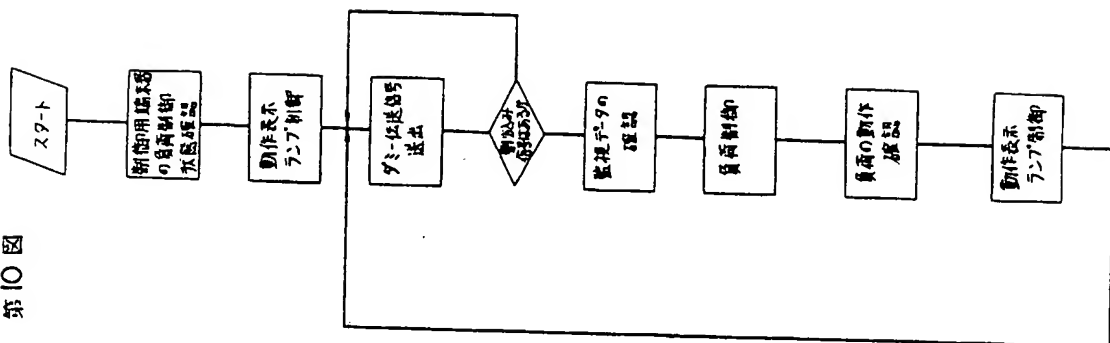 第10図
スタート
制御用端末器
の負荷制御
状態確認
動作表示
ランプ制御
ダミー伝送信号
送出
割り込み
信号はあるか
監視データの
確認
負荷制御
負荷の動作
確認
動作表示
ランプ制御